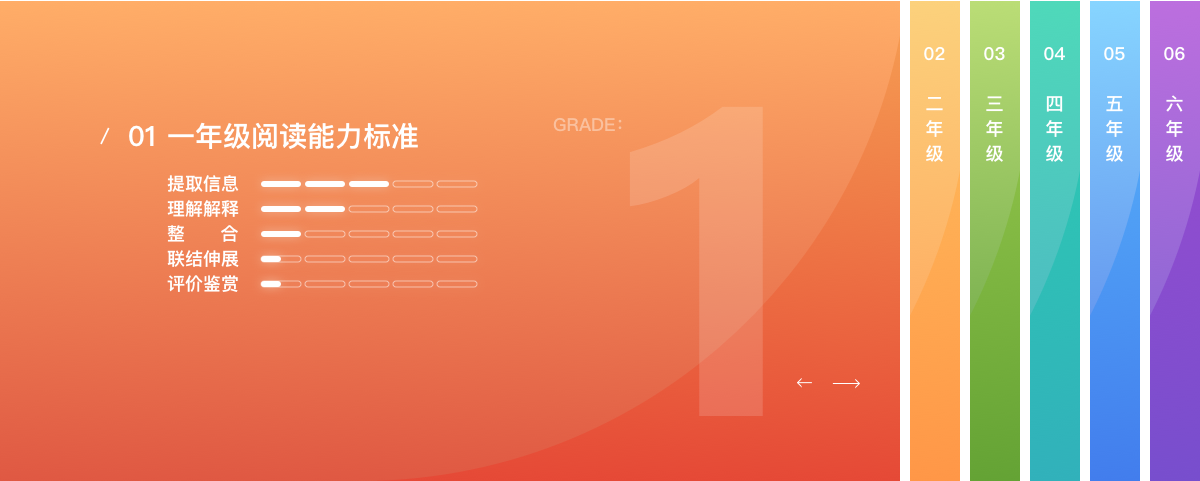 / 01 一年级阅读能力标准
GRADE:
1
提取信息
理解解释
整 合
联结伸展
评价鉴赏
02
二年级
03
三年级
04
四年级
05
五年级
06
六年级